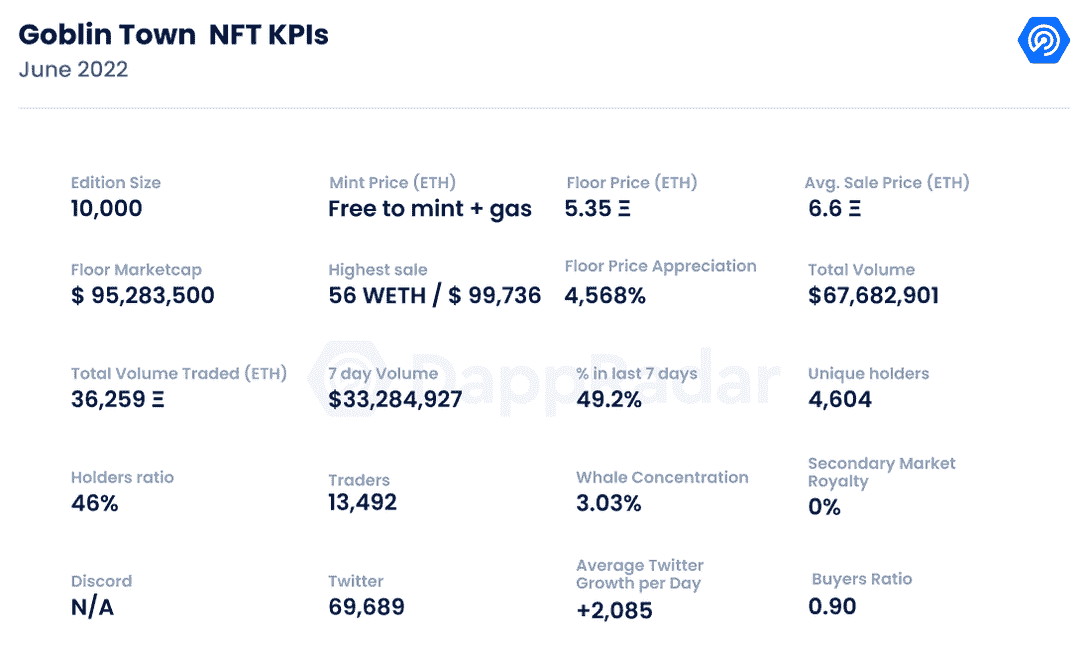 Goblin Town NFT KPIs
June 2022
Edition Size
10,000
Mint Price (ETH)
Free to mint + gas
Floor Price (ETH)
5.35 Ξ
Avg. Sale Price (ETH)
6.6 Ξ
Floor Marketcap
$ 95,283,500
Highest sale
56 WETH / $ 99,736
Floor Price Appreciation
4,568%
Total Volume
$67,682,901
Total Volume Traded (ETH)
36,259 Ξ
7 day Volume
$33,284,927
% in last 7 days
49.2%
Unique holders
4,604
DappRadar
Holders ratio
46%
Traders
13,492
Whale Concentration
3.03%
Secondary Market
Royalty
0%
Discord
N/A
Twitter
69,689
Average Twitter
Growth per Day
+2,085
Buyers Ratio
0.90